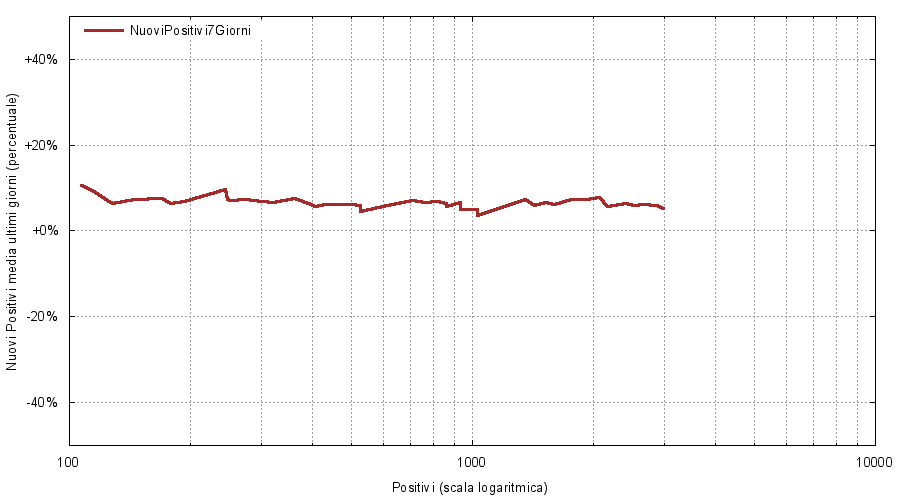 NuoviPositivi7Giorni
+40%
+20%
+0%
-20%
-40%
Nuovi Positivi media ultimi giorni (percentuale)
100
1000
10000
Positivi (scala logaritmica)